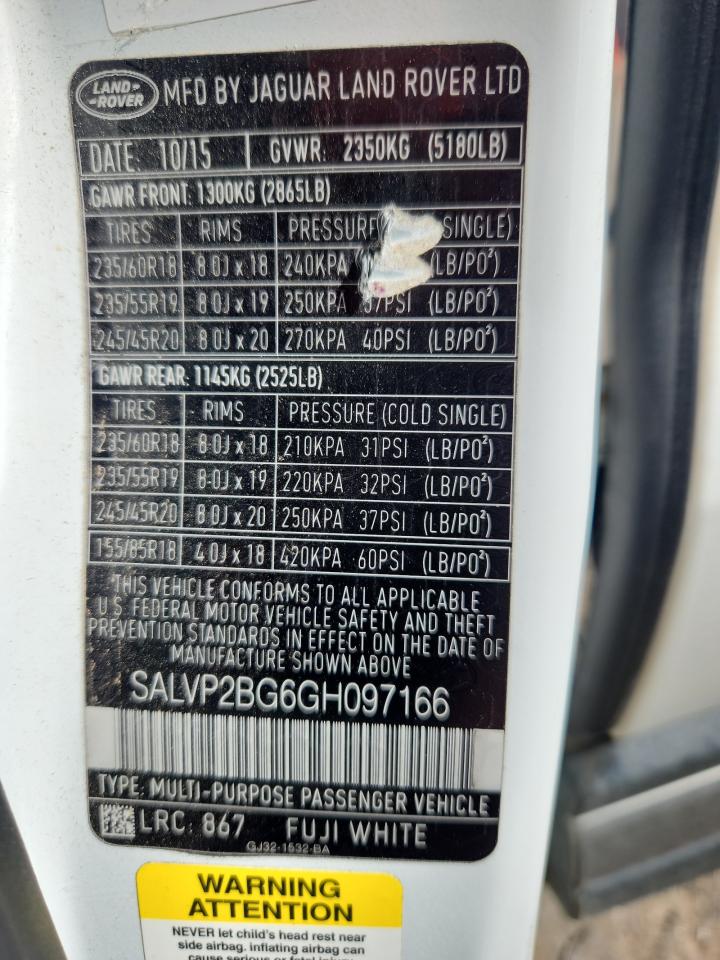 LAND-ROVER MFD BY JAGUAR LAND ROVER LTD
DATE: 10/15 GVWR: 2350KG (5180LB)
GAWR FRONT: 1300KG (2865LB)
TIRES RIMS PRESSURE( SINGLE)
235/60R18 8.0J x 18 240KPA (LB/PO²)
235/55R19 8.0J x 19 250KPA 37PSI (LB/PO²)
245/45R20 8.0J x 20 270KPA 40PSI (LB/PO²)
GAWR REAR: 1145KG (2525LB)
TIRES RIMS PRESSURE (COLD SINGLE)
235/60R18 8.0J x 18 210KPA 31PSI (LB/PO²)
235/55R19 8.0J x 19 220KPA 32PSI (LB/PO²)
245/45R20 8.0J x 20 250KPA 37PSI (LB/PO²)
155/85R18 4.0J x 18 420KPA 60PSI (LB/PO²)
THIS VEHICLE CONFORMS TO ALL APPLICABLE
U.S. FEDERAL MOTOR VEHICLE SAFETY AND THEFT
PREVENTION STANDARDS IN EFFECT ON THE DATE OF
MANUFACTURE SHOWN ABOVE
SALVP2BG6GH097166
TYPE: MULTI-PURPOSE PASSENGER VEHICLE
LRC: 867 FUJI WHITE
GJ32-1532-BA
WARNING
ATTENTION
NEVER let child's head rest near
side airbag. inflating airbag can
cause serious or fatal injury